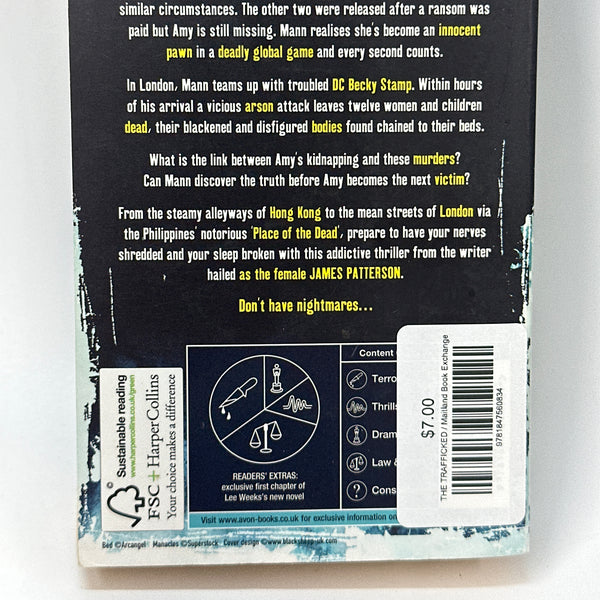 similar circumstances. The other two were released after a ransom was
paid but Amy is still missing. Mann realises she's become an innocent
pawn in a deadly global game and every second counts.
In London, Mann teams up with troubled DC Becky Stamp. Within hours
of his arrival a vicious arson attack leaves twelve women and children
dead, their blackened and disfigured bodies found chained to their beds.
What is the link between Amy's kidnapping and these murders?
Can Mann discover the truth before Amy becomes the next victim?
From the steamy alleyways of Hong Kong to the mean streets of London via
the Philippines' notorious 'Place of the Dead', prepare to have your nerves
shredded and your sleep broken with this addictive thriller from the writer
hailed as the female JAMES PATTERSON.
Don't have nightmares...
Sustainable reading
www.harpercollins.co.uk/green
FSC + HarperCollins
Your choice makes a difference
READERS' EXTRAS:
exclusive first chapter of
Lee Weeks's new novel
Content
Terro
Thrills
Dram
Law &
Cons
Visit www.avon-books.co.uk for exclusive information on
$7.00
THE TRAFFICKED / Maitland Book Exchange
9781847560834
Bed ©Arcangel Manacles ©Superstock Cover design ©www.blacksheep-uk.com